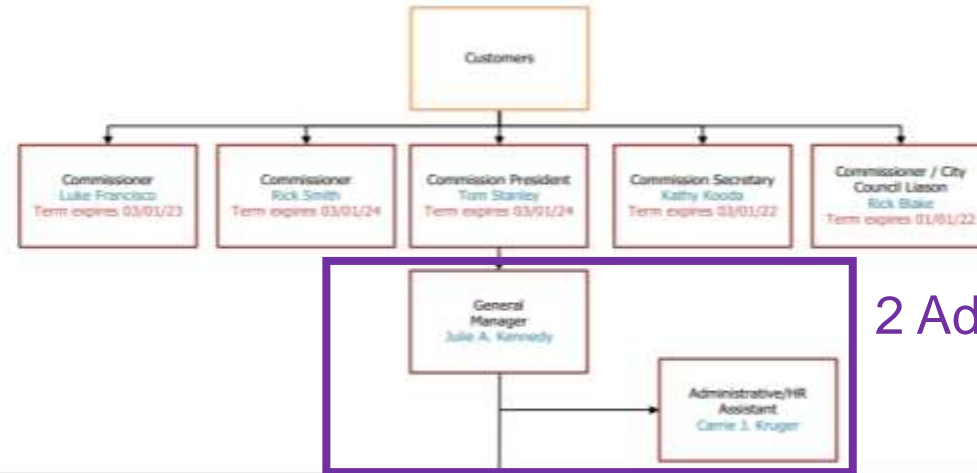 Customers
Commissioner
Luke Francisco
Term expires 03/01/23
Commissioner
Rick Smith
Term expires 03/01/24
Commission President
Tom Stanley
Term expires 03/01/24
Commission Secretary
Kathy Kooda
Term expires 03/01/22
Commissioner / City
Council Liason
Rick Blake
Term expires 01/01/22
General
Manager
Julie A. Kennedy
2 Ad
Administrative/HR
Assistant
Carrie J. Kruger